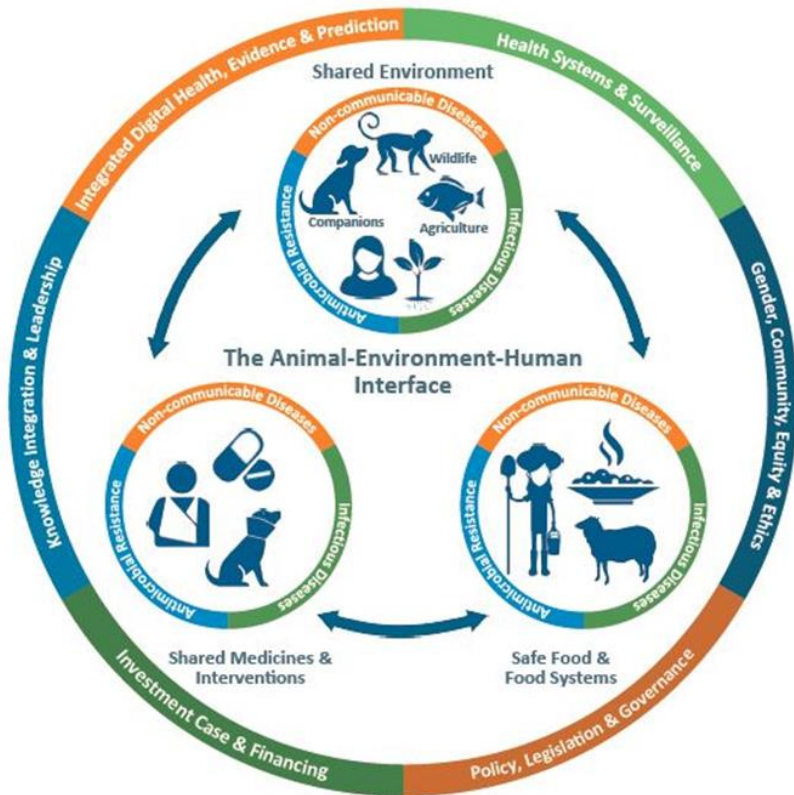 Integrated Digital Health, Evidence & Prediction
Health Systems & Surveillance
Shared Environment
Non-communicable Diseases
Wildlife
Companions
Agriculture
Antimicrobial Resistance
Infectious Diseases
Knowledge Integration & Leadership
Gender, Community, Equity & Ethics
The Animal-Environment-Human
Interface
Non-communicable Diseases
Antimicrobial Resistance
Infectious Diseases
Shared Medicines &
Interventions
Non-communicable Diseases
Antimicrobial Resistance
Infectious Diseases
Safe Food &
Food Systems
Investment Case & Financing
Policy, Legislation & Governance